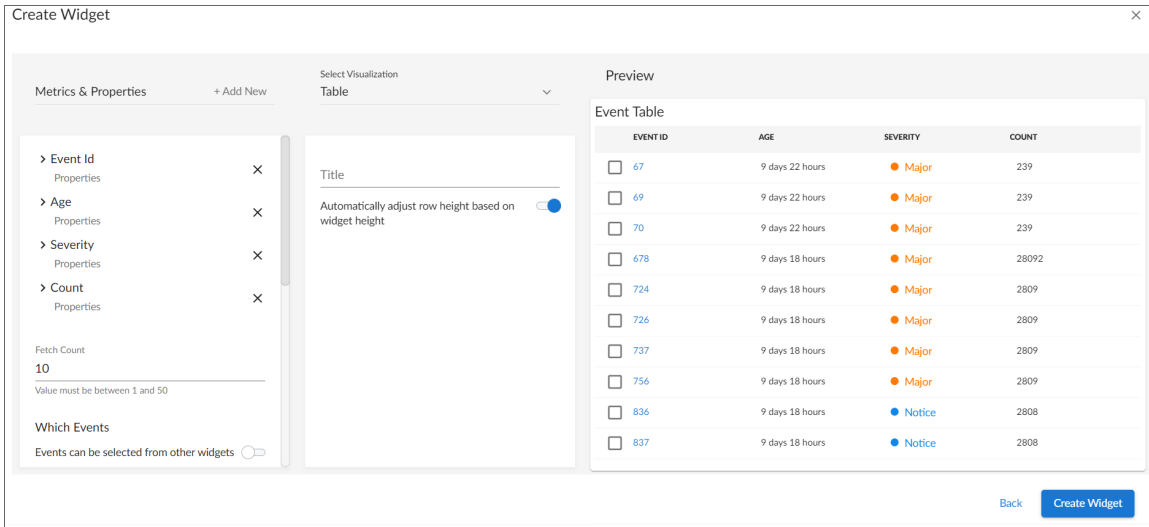 Create Widget
Metrics & Properties
+ Add New
Event Id
Properties
Age
Properties
Severity
Properties
Count
Properties
Fetch Count
10
Value must be between 1 and 50
Which Events
Events can be selected from other widgets
Select Visualization
Table
Title
Automatically adjust row height based on
widget height
Preview
Event Table
EVENT ID AGE SEVERITY COUNT
67 9 days 22 hours Major 239
69 9 days 22 hours Major 239
70 9 days 22 hours Major 239
678 9 days 18 hours Major 28092
724 9 days 18 hours Major 2809
726 9 days 18 hours Major 2809
737 9 days 18 hours Major 2809
756 9 days 18 hours Major 2809
836 9 days 18 hours Notice 2808
837 9 days 18 hours Notice 2808
Back
Create Widget